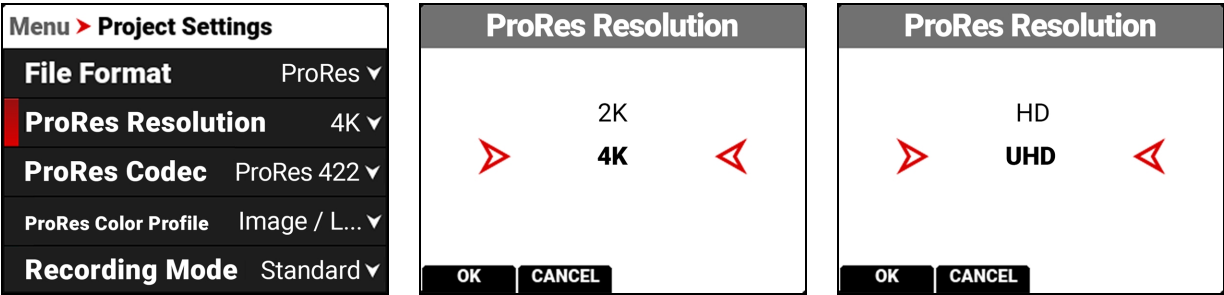 Menu > Project Settings
File Format ProRes
ProRes Resolution 4K
ProRes Codec ProRes 422
ProRes Color Profile Image / L...
Recording Mode Standard
ProRes Resolution
2K
4K
OK CANCEL
ProRes Resolution
HD
UHD
OK CANCEL